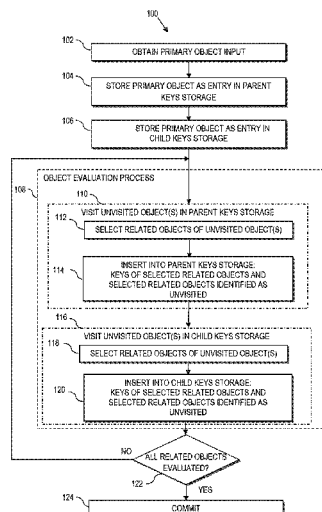 100
102
OBTAIN PRIMARY OBJECT INPUT
104
STORE PRIMARY OBJECT AS ENTRY IN PARENT
KEYS STORAGE
106
STORE PRIMARY OBJECT AS ENTRY IN
CHILD KEYS STORAGE
108
OBJECT EVALUATION PROCESS
110
VISIT UNVISITED OBJECT(S) IN PARENT KEYS STORAGE
112
SELECT RELATED OBJECTS OF UNVISITED OBJECT(S)
114
INSERT INTO PARENT KEYS STORAGE:
KEYS OF SELECTED RELATED OBJECTS AND
SELECTED RELATED OBJECTS IDENTIFIED AS
UNVISITED
116
VISIT UNVISITED OBJECT(S) IN CHILD KEYS STORAGE
118
SELECT RELATED OBJECTS OF UNVISITED OBJECT(S)
120
INSERT INTO CHILD KEYS STORAGE:
KEYS OF SELECTED RELATED OBJECTS AND
SELECTED RELATED OBJECTS IDENTIFIED AS
UNVISITED
NO
ALL RELATED OBJECTS
EVALUATED?
122
YES
124
COMMIT